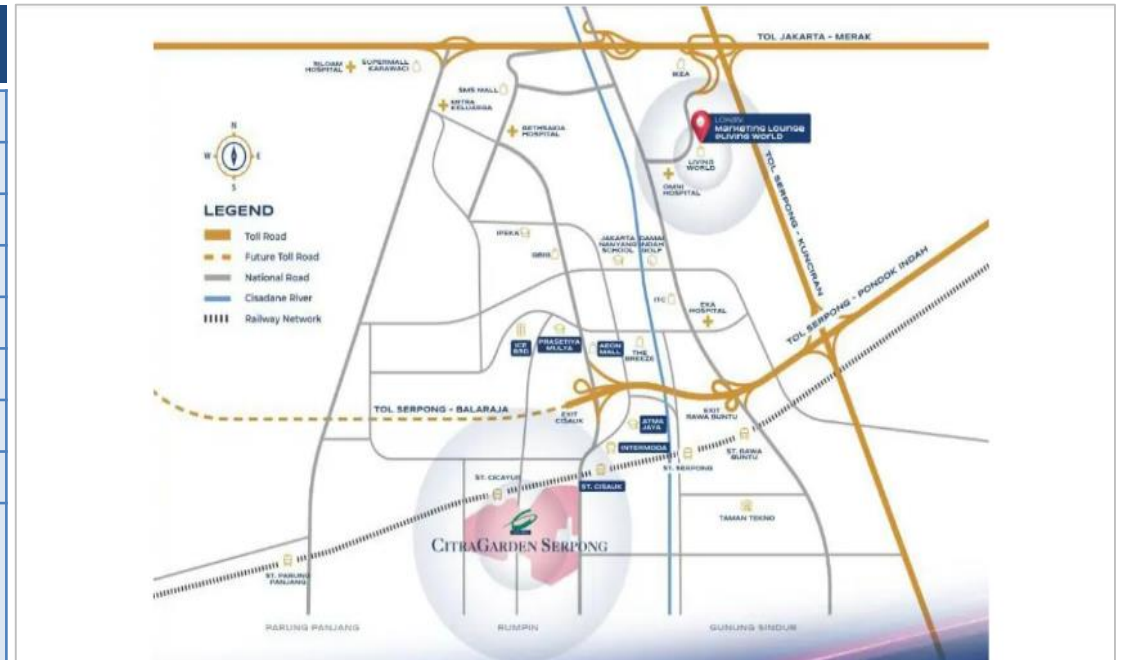 TOL JAKARTA - MERAK
SILOAM
HOSPITAL
SUPERMALL
KARAWACI
IKEA
SMS MALL
MITRA
KELUARGA
BETHSAIDA
HOSPITAL
LOKASI
MARKETING LOUNGE
@LIVING WORLD
LIVING
WORLD
OMNI
HOSPITAL
N
W
E
S
LEGEND
Toll Road
Future Toll Road
National Road
Cisadane River
Railway Network
IPEKA
QBIG
JAKARTA
NANYANG
SCHOOL
DAMAI
INDAH
GOLF
TOL SERPONG - KUNCIRAN
TOL SERPONG - PONDOK INDAH
ITC
EKA
HOSPITAL
ICE
BSD
PRASETIYA
MULYA
AEON
MALL
THE
BREEZE
TOL SERPONG - BALARAJA
EXIT
CISAUK
EXIT
RAWA BUNTU
ATMA
JAYA
INTERMODA
ST. RAWA
BUNTU
ST. SERPONG
ST. CICAYUR
ST. CISAUK
TAMAN TEKNO
CITRAGARDEN SERPONG
ST. PARUNG
PANJANG
PARUNG PANJANG
RUMPIN
GUNUNG SINDUR